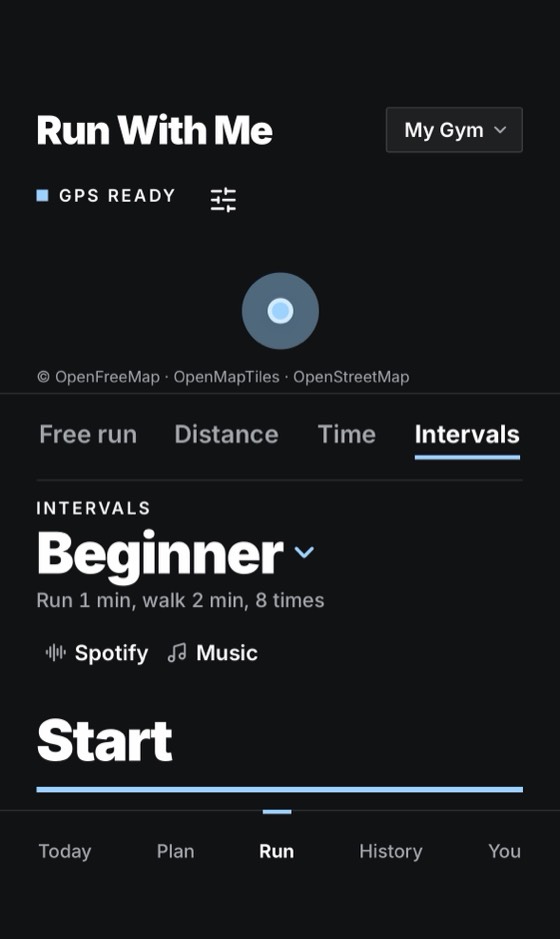 Run With Me
My Gym
GPS READY
© OpenFreeMap · OpenMapTiles · OpenStreetMap
Free run Distance Time Intervals
INTERVALS
Beginner
Run 1 min, walk 2 min, 8 times
Spotify Music
Start
Today Plan Run History You